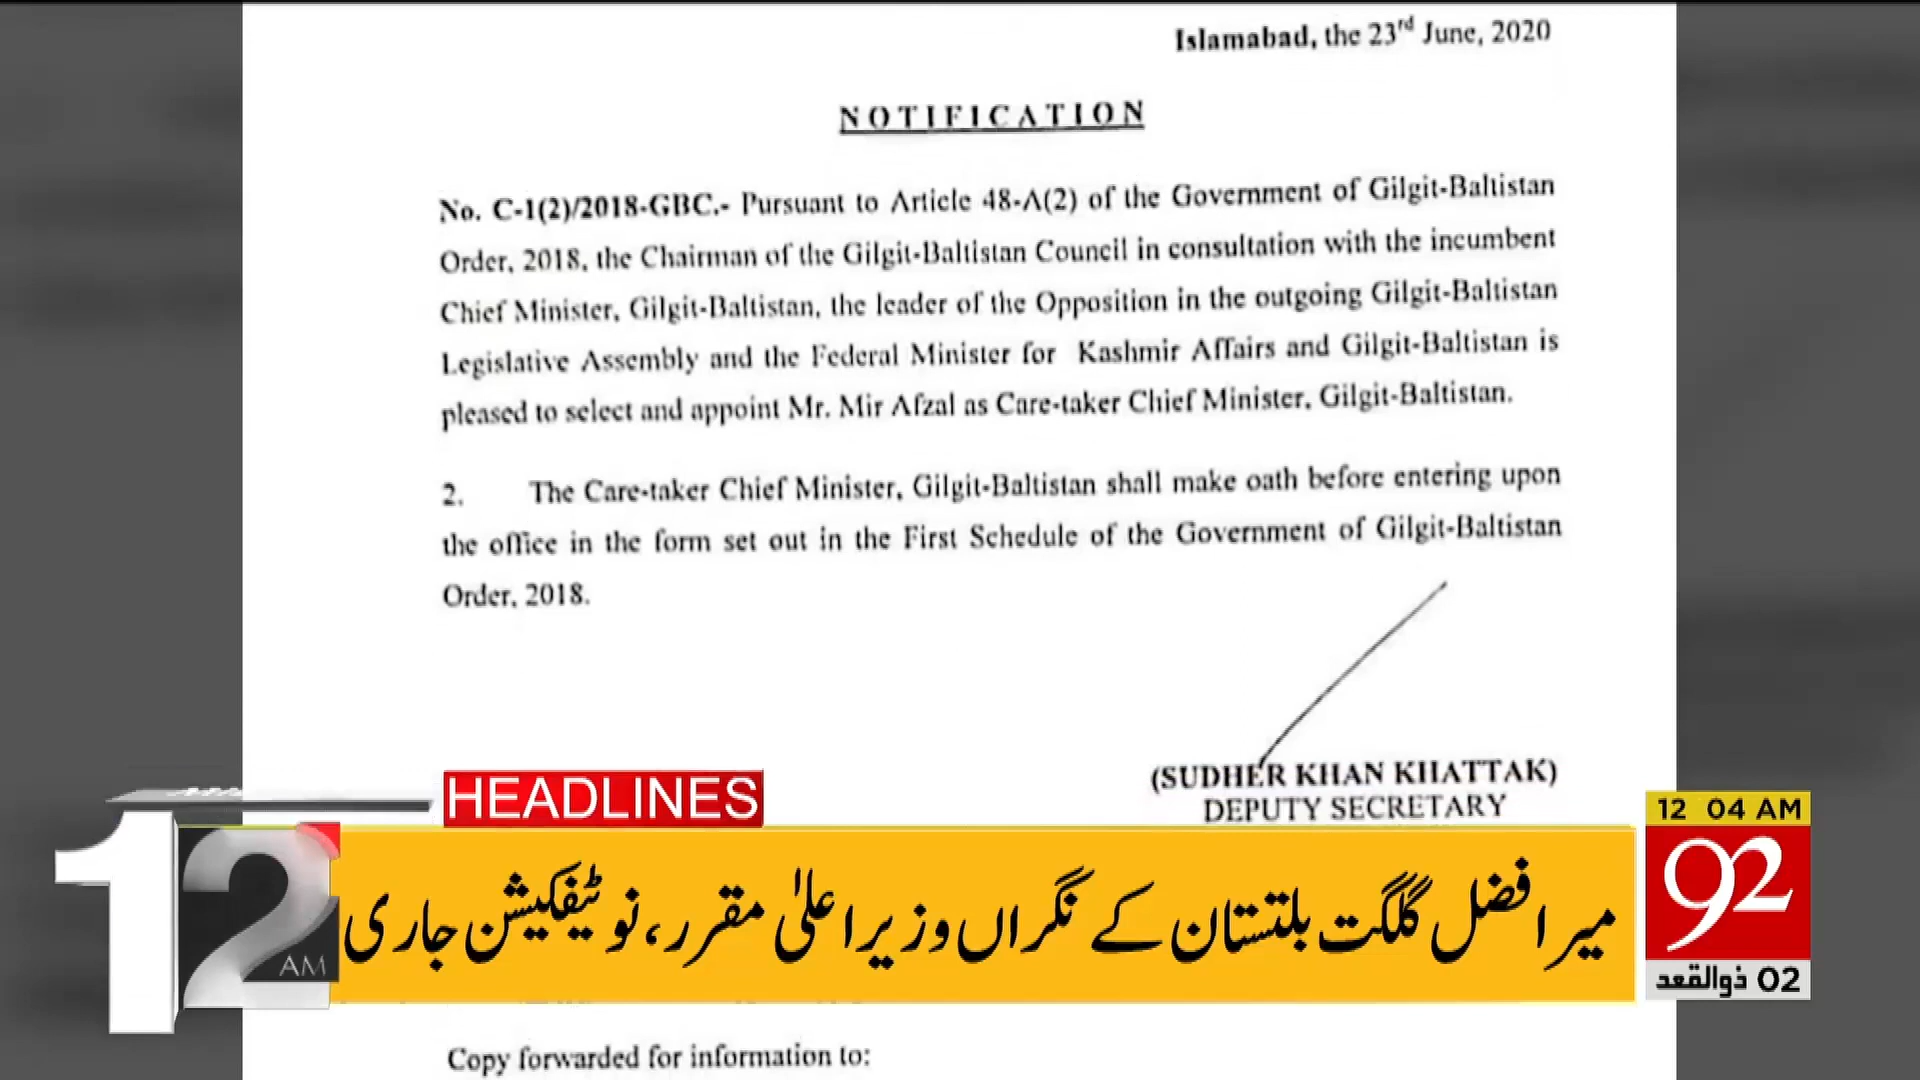 Islamabad, the 23rd June, 2020
NOTIFICATION
No. C-1(2)/2018-GBC.- Pursuant to Article 48-A(2) of the Government of Gilgit-Baltistan
Order, 2018, the Chairman of the Gilgit-Baltistan Council in consultation with the incumbent
Chief Minister, Gilgit-Baltistan, the leader of the Opposition in the outgoing Gilgit-Baltistan
Legislative Assembly and the Federal Minister for Kashmir Affairs and Gilgit-Baltistan is
pleased to select and appoint Mr. Mir Afzal as Care-taker Chief Minister, Gilgit-Baltistan.
2. The Care-taker Chief Minister, Gilgit-Baltistan shall make oath before entering upon
the office in the form set out in the First Schedule of the Government of Gilgit-Baltistan
Order, 2018.
(SUDHER KHAN KHATTAK)
DEPUTY SECRETARY
HEADLINES
12 AM
میر افضل گلگت بلتستان کے نگراں وزیراعلیٰ مقرر، نوٹیفکیشن جاری
12 04 AM
92
02 ذوالقعد
Copy forwarded for information to: